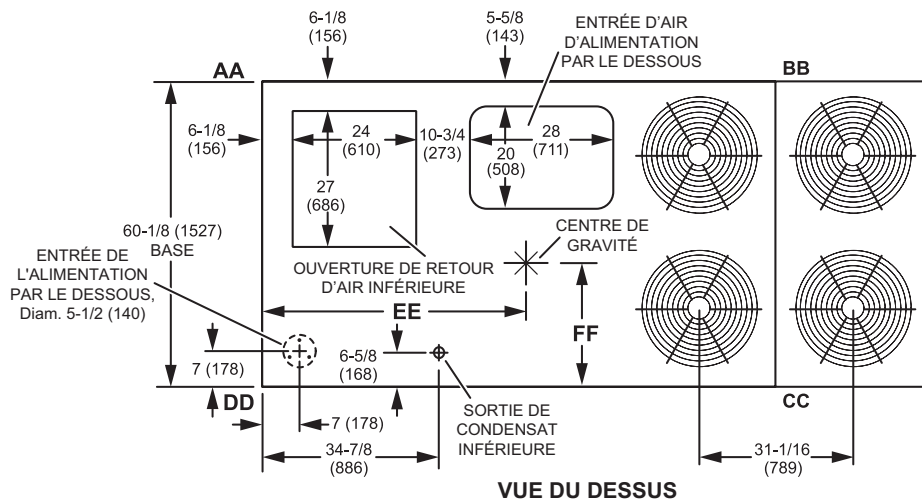 6-1/8
(156)
5-5/8
(143)
ENTRÉE D'AIR
D'ALIMENTATION
PAR LE DESSOUS
AA
BB
6-1/8
(156)
24
(610)
10-3/4
(273)
28
(711)
20
(508)
27
(686)
60-1/8 (1527)
BASE
CENTRE DE
GRAVITÉ
ENTRÉE DE
L'ALIMENTATION
PAR LE DESSOUS,
Diam. 5-1/2 (140)
OUVERTURE DE RETOUR
D'AIR INFÉRIEURE
EE
FF
7 (178)
6-5/8
(168)
DD
CC
7 (178)
SORTIE DE
CONDENSAT
INFÉRIEURE
34-7/8
(886)
31-1/16
(789)
VUE DU DESSUS